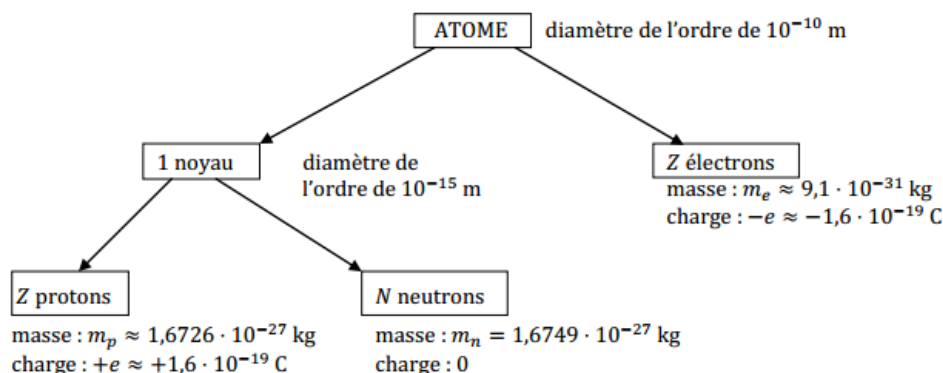 ATOME
diamètre de l'ordre de 10⁻¹⁰ m
1 noyau
diamètre de
l'ordre de 10⁻¹⁵ m
Z électrons
masse : mₑ ≈ 9,1 · 10⁻³¹ kg
charge : −e ≈ −1,6 · 10⁻¹⁹ C
Z protons
masse : mₚ ≈ 1,6726 · 10⁻²⁷ kg
charge : +e ≈ +1,6 · 10⁻¹⁹ C
N neutrons
masse : mₙ = 1,6749 · 10⁻²⁷ kg
charge : 0